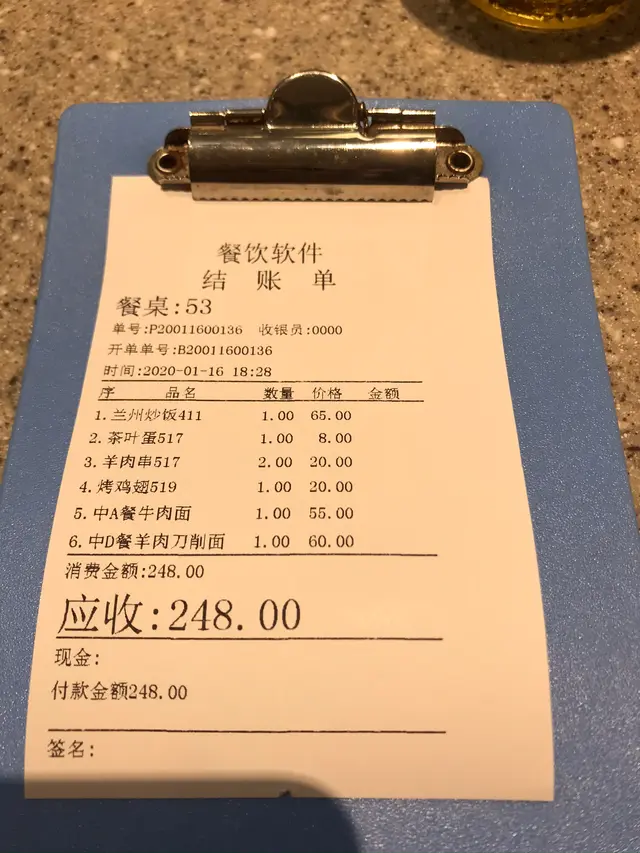 餐饮软件
结 账 单
餐桌:53
单号:P20011600136 收银员:0000
开单单号:B20011600136
时间:2020-01-16 18:28
序 品名 数量 价格 金额
1.兰州炒饭411 1.00 65.00
2.茶叶蛋517 1.00 8.00
3.羊肉串517 2.00 20.00
4.烤鸡翅519 1.00 20.00
5.中A餐牛肉面 1.00 55.00
6.中D餐羊肉刀削面 1.00 60.00
消费金额:248.00
应收:248.00
现金:
付款金额248.00
签名: